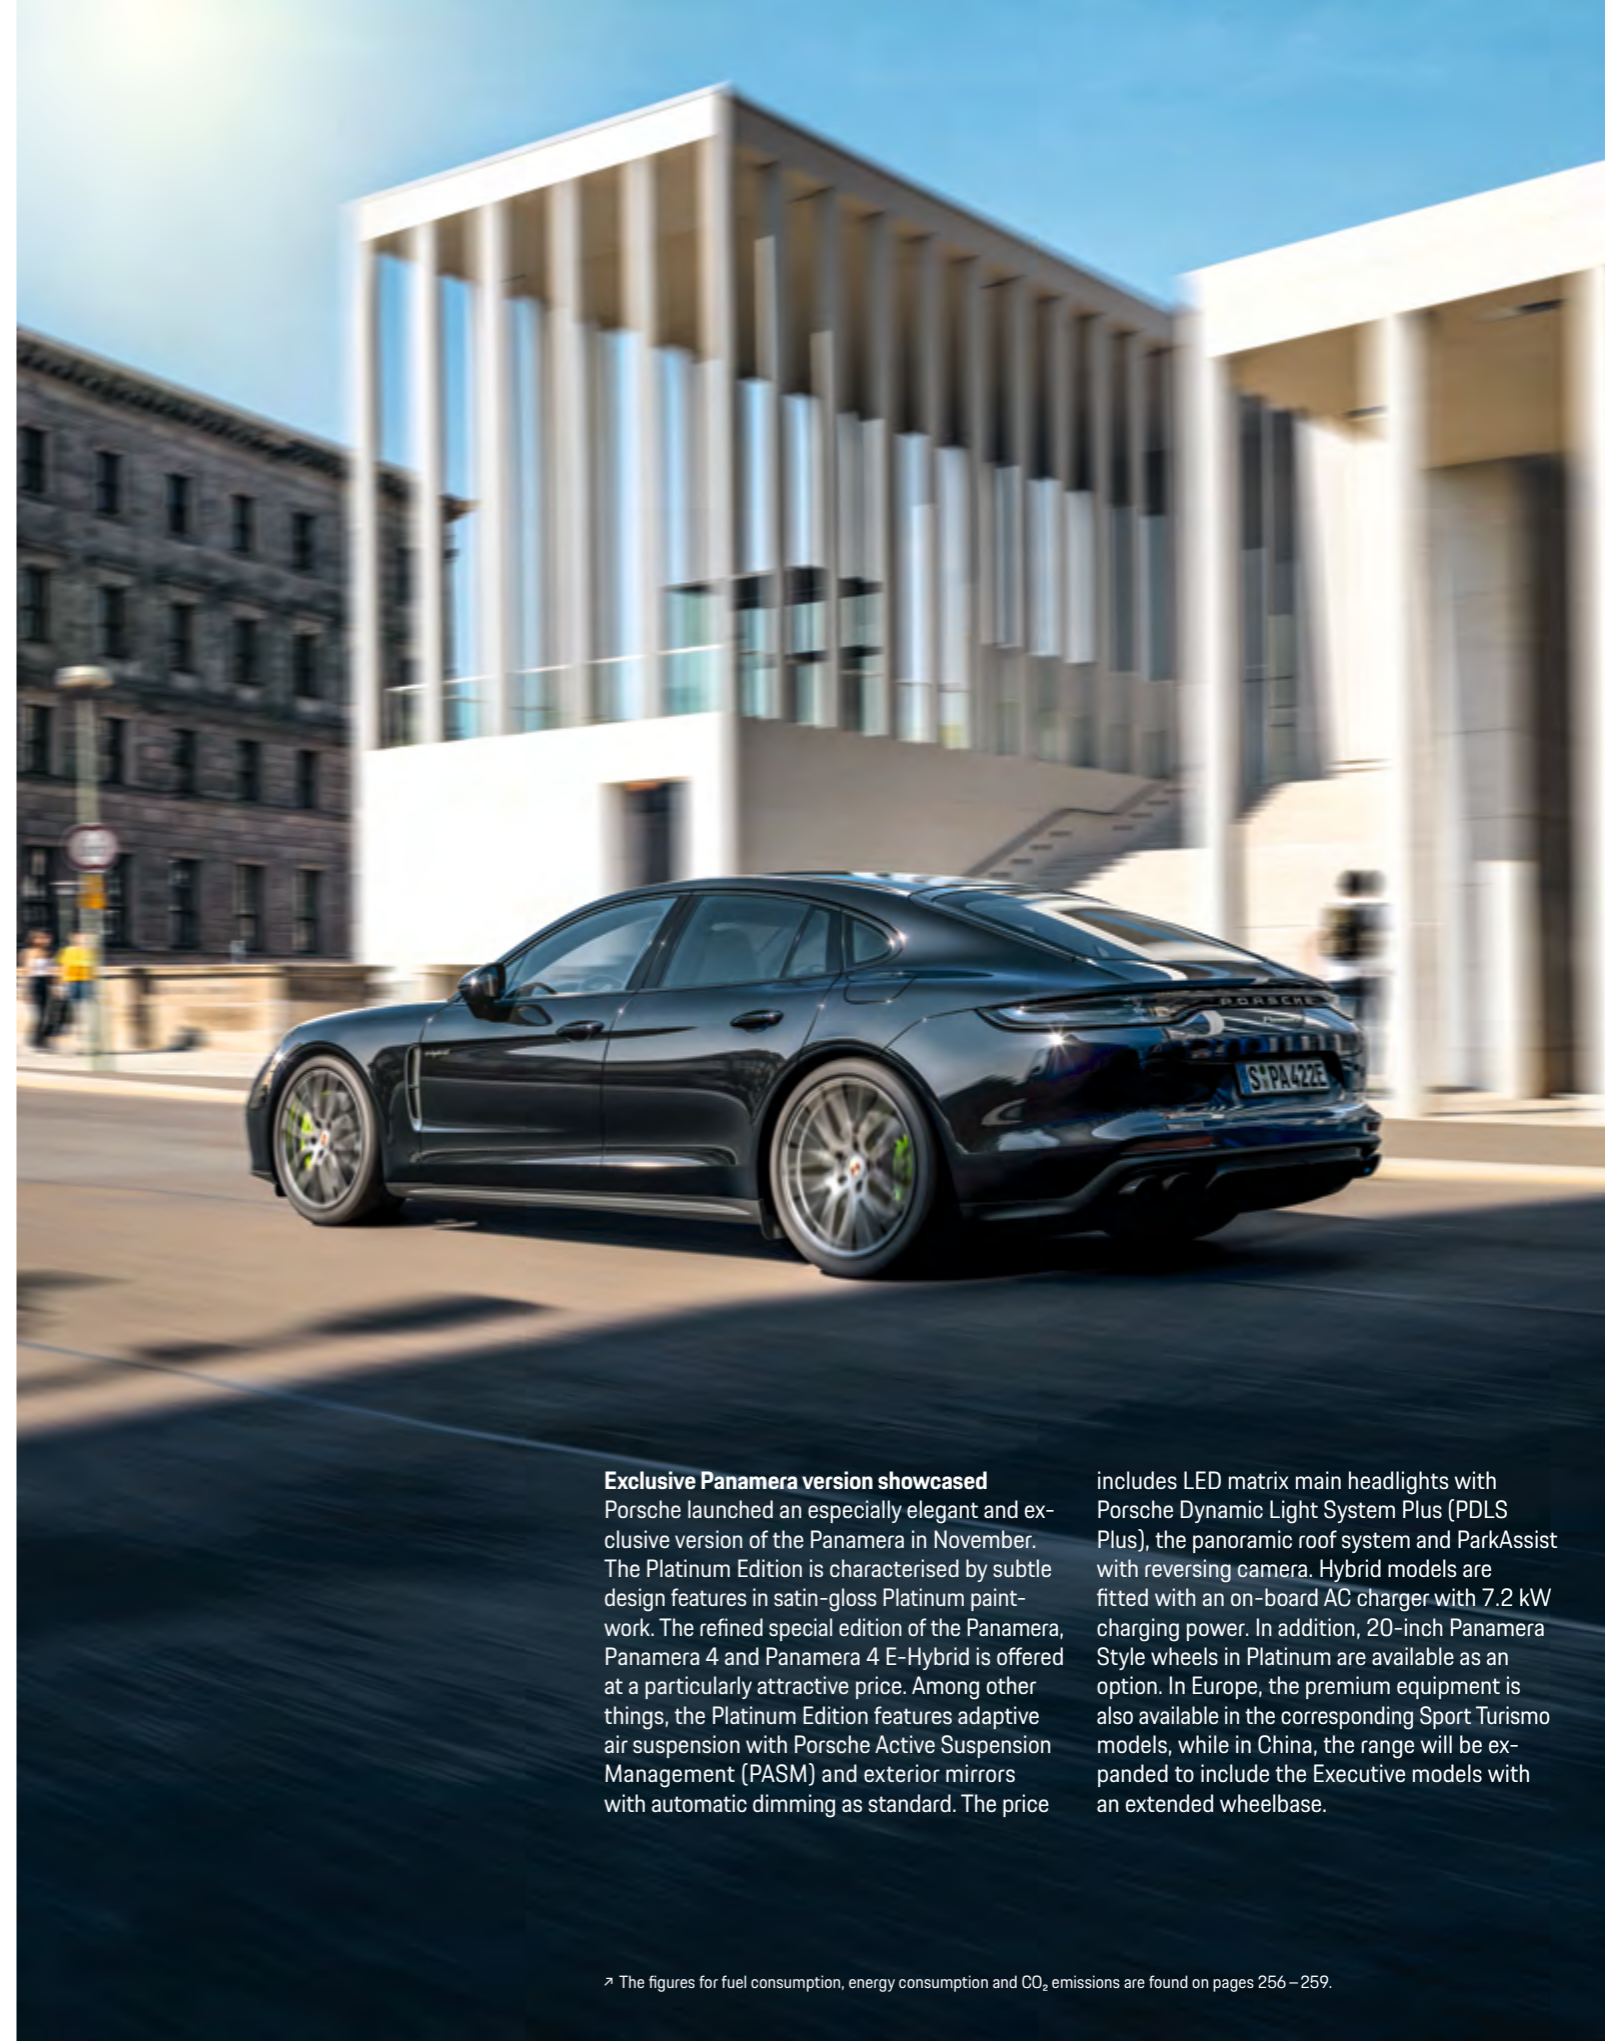 PORSCHE
S PA 422E
Exclusive Panamera version showcased
Porsche launched an especially elegant and ex-
clusive version of the Panamera in November.
The Platinum Edition is characterised by subtle
design features in satin-gloss Platinum paint-
work. The refined special edition of the Panamera,
Panamera 4 and Panamera 4 E-Hybrid is offered
at a particularly attractive price. Among other
things, the Platinum Edition features adaptive
air suspension with Porsche Active Suspension
Management (PASM) and exterior mirrors
with automatic dimming as standard. The price
includes LED matrix main headlights with
Porsche Dynamic Light System Plus (PDLS
Plus), the panoramic roof system and ParkAssist
with reversing camera. Hybrid models are
fitted with an on-board AC charger with 7.2 kW
charging power. In addition, 20-inch Panamera
Style wheels in Platinum are available as an
option. In Europe, the premium equipment is
also available in the corresponding Sport Turismo
models, while in China, the range will be ex-
panded to include the Executive models with
an extended wheelbase.
↗ The figures for fuel consumption, energy consumption and CO₂ emissions are found on pages 256–259.